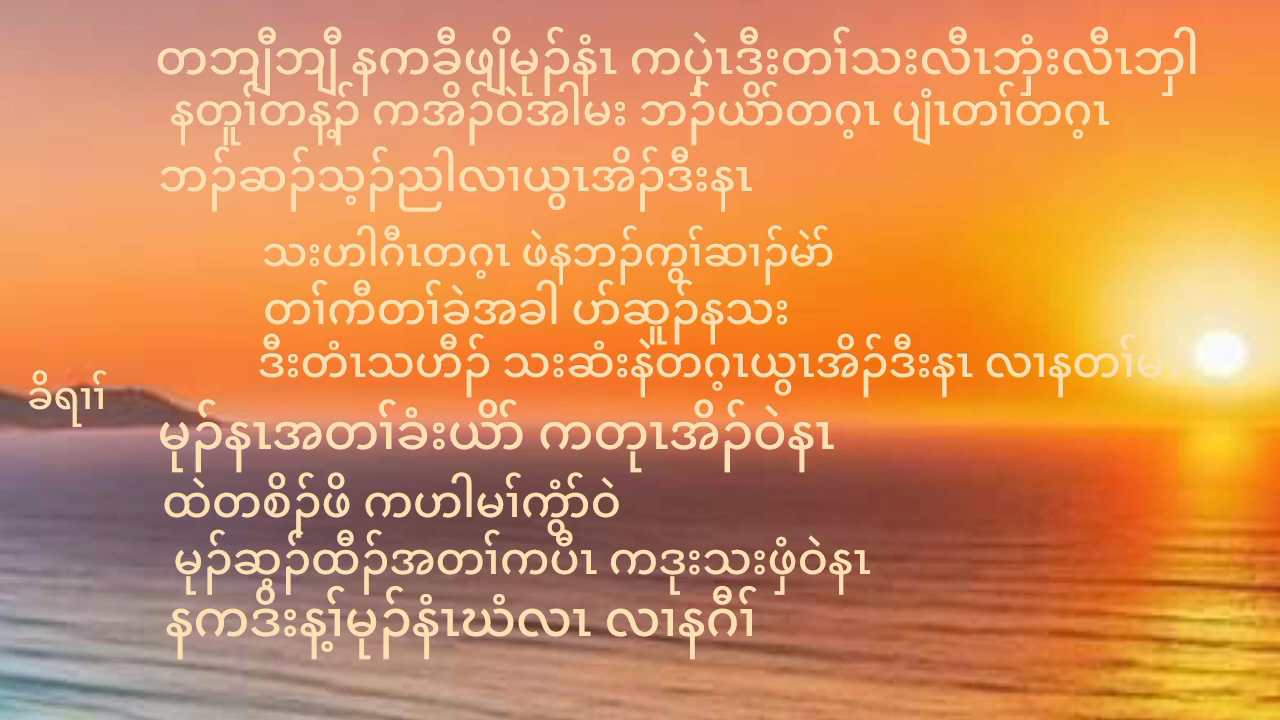 တဘျီဘျီ နကခီဖျိမုၣ်နံၤ ကပှဲၤဒီးတၢ်သးလီၤဘှံးလီၤဘှါ
နတူၢ်တန့ၣ် ကအိၣ်ဝဲအါမး ဘၣ်ယိာ်တဂ့ၤ ပျံၤတၢ်တဂ့ၤ
ဘၣ်ဆၣ်သ့ၣ်ညါလၢယွၤအိၣ်ဒီးနၤ
သးဟါဂီၤတဂ့ၤ ဖဲနဘၣ်ကွၢ်ဆၢၣ်မဲာ်
တၢ်ကီတၢ်ခဲအခါ ဟ်ဆူၣ်နသး
ဒီးတံၤသဟီၣ် သးဆံးနဲတဂ့ၤယွၤအိၣ်ဒီးနၤ လၢနတၢ်မၤ
ခိရၢၢ်
မုၣ်နၤအတၢ်ခံးယိာ် ကတုၤအိၣ်ဝဲနၤ
ထဲတစိၣ်ဖိ ကဟါမၢ်ကွံာ်ဝဲ
မုၣ်ဆွၣ်ထီၣ်အတၢ်ကပီၤ ကဒုးသးဖှံဝဲနၤ
နကဒိးန့ၢ်မုၣ်နံၤဃံလၤ လၢနဂီၢ်